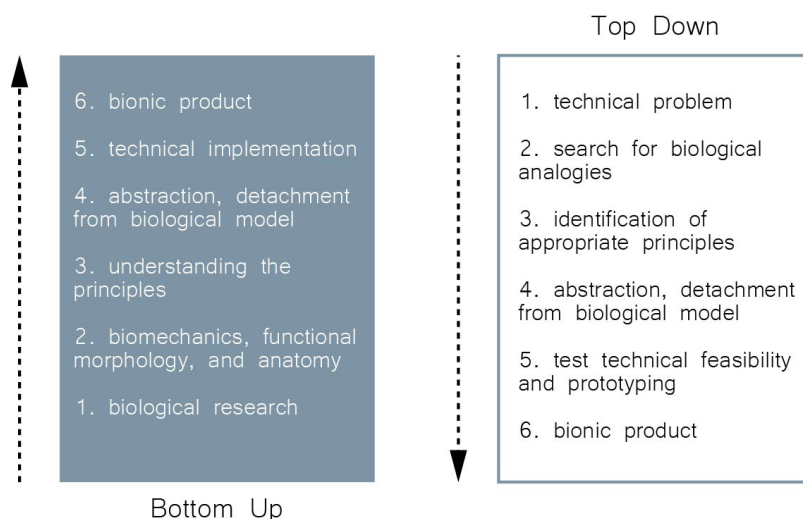 Top Down
6. bionic product
5. technical implementation
4. abstraction, detachment
from biological model
3. understanding the
principles
2. biomechanics, functional
morphology, and anatomy
1. biological research
Bottom Up
1. technical problem
2. search for biological
analogies
3. identification of
appropriate principles
4. abstraction, detachment
from biological model
5. test technical feasibility
and prototyping
6. bionic product